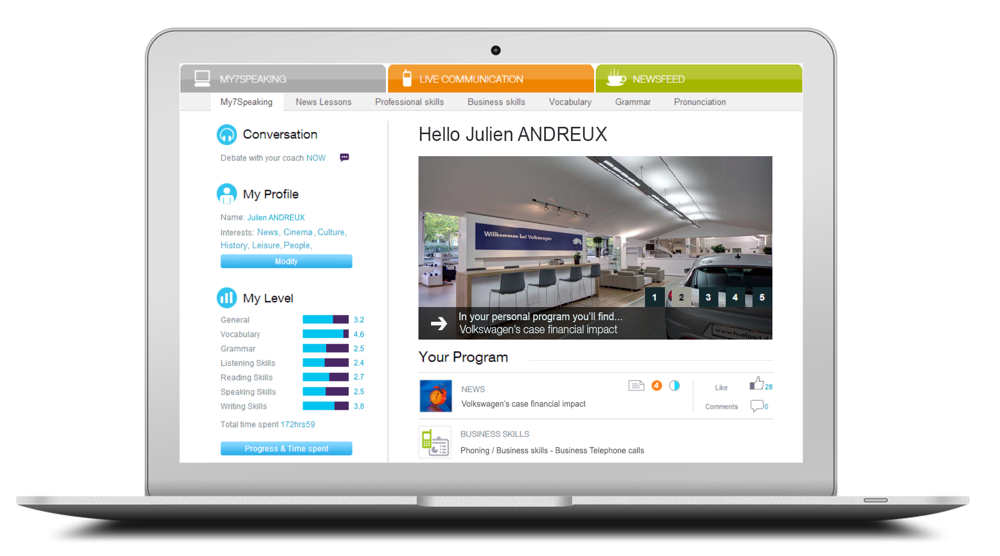 MY7SPEAKING
LIVE COMMUNICATION
NEWSFEED
My7Speaking
News Lessons
Professional skills
Business skills
Vocabulary
Grammar
Pronunciation
Conversation
Debate with your coach NOW
My Profile
Name: Julien ANDREUX
Interests: News, Cinema, Culture,
History, Leisure, People,
Modify
My Level
General 3.2
Vocabulary 4.6
Grammar 2.5
Listening Skills 2.4
Reading Skills 2.7
Speaking Skills 2.5
Writing Skills 3.8
Total time spent 172hrs59
Progress & Time spent
Hello Julien ANDREUX
Willkommen bei Volkswagen
1 2 3 4 5
In your personal program you'll find...
Volkswagen's case financial impact
www.huelpert.d
Your Program
NEWS
Volkswagen's case financial impact
4
Like 28
Comments 0
BUSINESS SKILLS
Phoning / Business skills - Business Telephone calls